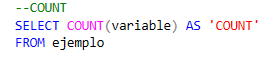 --COUNT
SELECT COUNT(variable) AS 'COUNT'
FROM ejemplo